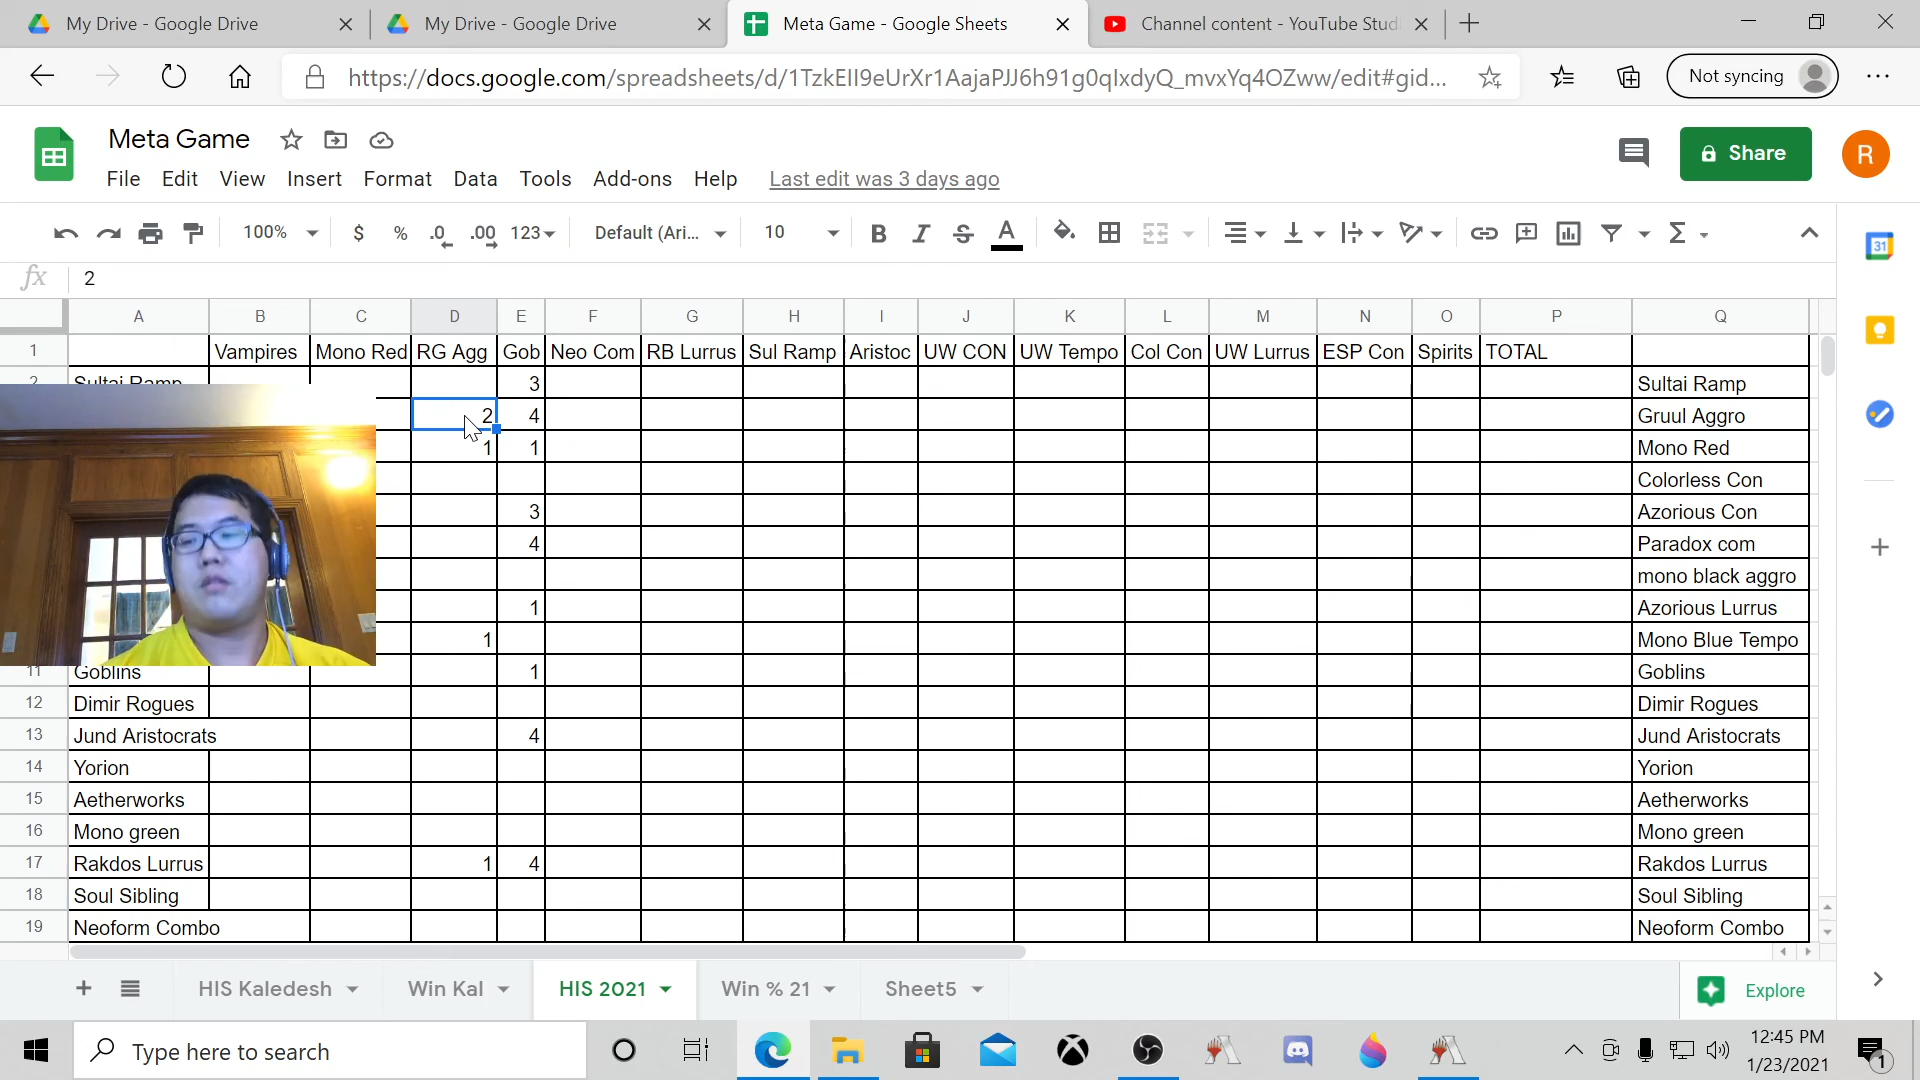 My Drive - Google Drive
My Drive - Google Drive
Meta Game - Google Sheets
Channel content - YouTube Stud
https://docs.google.com/spreadsheets/d/1TzkEIl9eUrXr1AajaPJJ6h91g0qIxdyQ_mvxYq4OZww/edit#gid...
Not syncing
Meta Game
Share
R
File Edit View Insert Format Data Tools Add-ons Help Last edit was 3 days ago
100% $ % .0 .00 123 Default (Ari... 10 B I S A
31
fx 2
A B C D E F G H I J K L M N O P Q
1 Vampires Mono Red RG Agg Gob Neo Com RB Lurrus Sul Ramp Aristoc UW CON UW Tempo Col Con UW Lurrus ESP Con Spirits TOTAL
2 Sultai Ramp 3 Sultai Ramp
2 4 Gruul Aggro
1 1 Mono Red
Colorless Con
3 Azorious Con
4 Paradox com
mono black aggro
1 Azorious Lurrus
1 Mono Blue Tempo
11 Goblins 1 Goblins
12 Dimir Rogues Dimir Rogues
13 Jund Aristocrats 4 Jund Aristocrats
14 Yorion Yorion
15 Aetherworks Aetherworks
16 Mono green Mono green
17 Rakdos Lurrus 1 4 Rakdos Lurrus
18 Soul Sibling Soul Sibling
19 Neoform Combo Neoform Combo
HIS Kaledesh Win Kal HIS 2021 Win % 21 Sheet5 Explore
Type here to search
12:45 PM
1/23/2021
1